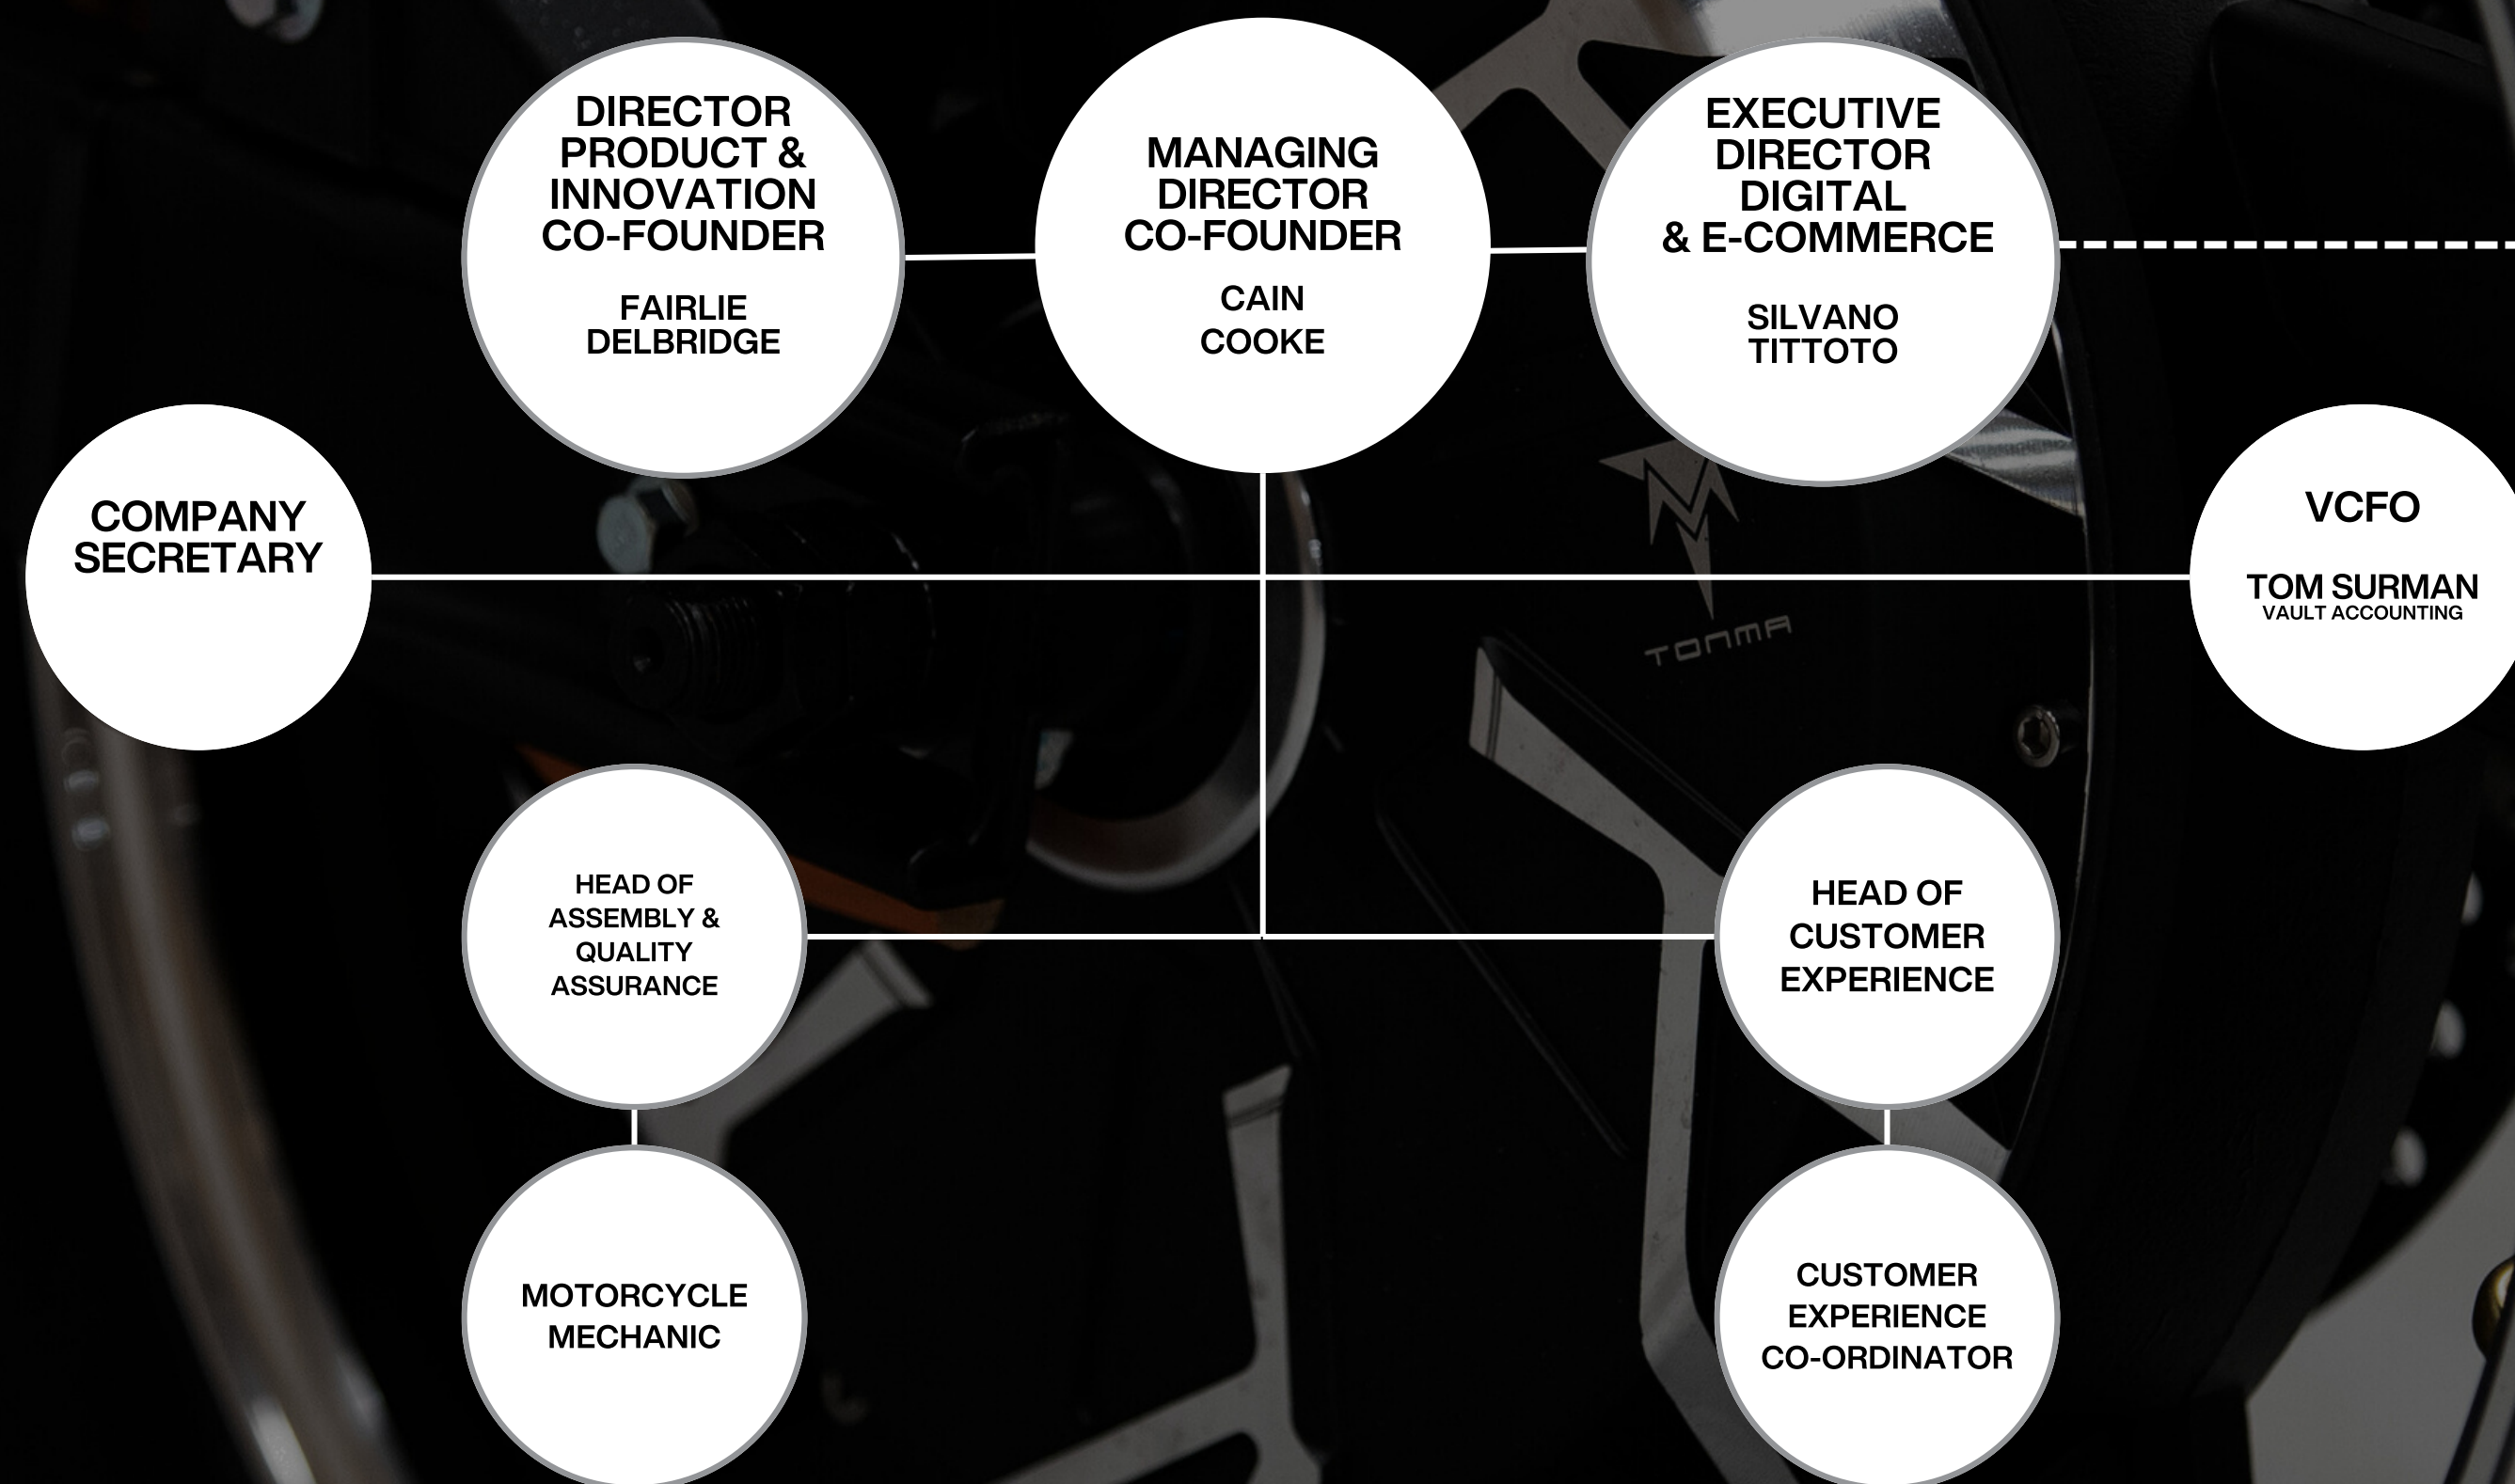 DIRECTOR
PRODUCT &
INNOVATION
CO-FOUNDER
FAIRLIE
DELBRIDGE
MANAGING
DIRECTOR
CO-FOUNDER
CAIN
COOKE
EXECUTIVE
DIRECTOR
DIGITAL
& E-COMMERCE
SILVANO
TITTOTO
COMPANY
SECRETARY
VCFO
TOM SURMAN
VAULT ACCOUNTING
TONMA
HEAD OF
ASSEMBLY &
QUALITY
ASSURANCE
HEAD OF
CUSTOMER
EXPERIENCE
MOTORCYCLE
MECHANIC
CUSTOMER
EXPERIENCE
CO-ORDINATOR